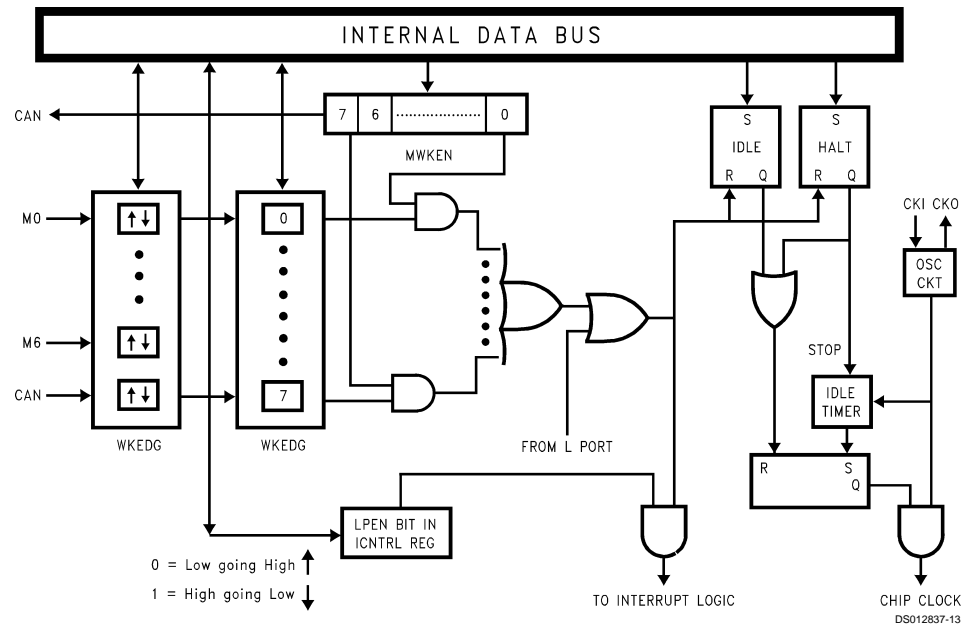 INTERNAL DATA BUS
CAN
7 6 .................... 0
MWKEN
S
IDLE
R Q
S
HALT
R Q
CKI CKO
OSC
CKT
M0
0
M6
CAN
7
WKEDG
WKEDG
FROM L PORT
STOP
IDLE
TIMER
R S
Q
LPEN BIT IN
ICNTRL REG
0 = Low going High ↑
1 = High going Low ↓
TO INTERRUPT LOGIC
CHIP CLOCK
DS012837-13